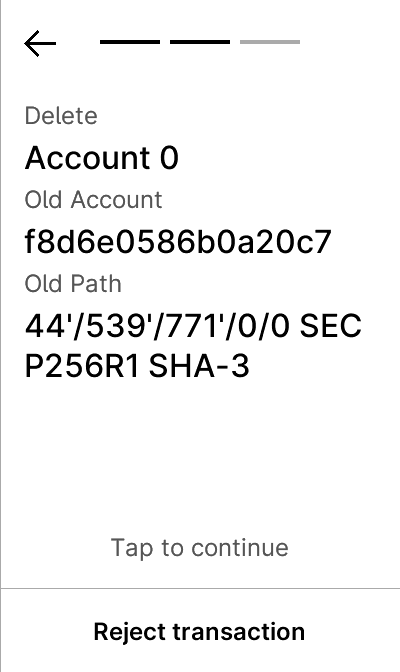 Delete
Account 0
Old Account
f8d6e0586b0a20c7
Old Path
44'/539'/771'/0/0 SEC
P256R1 SHA-3
Tap to continue
Reject transaction